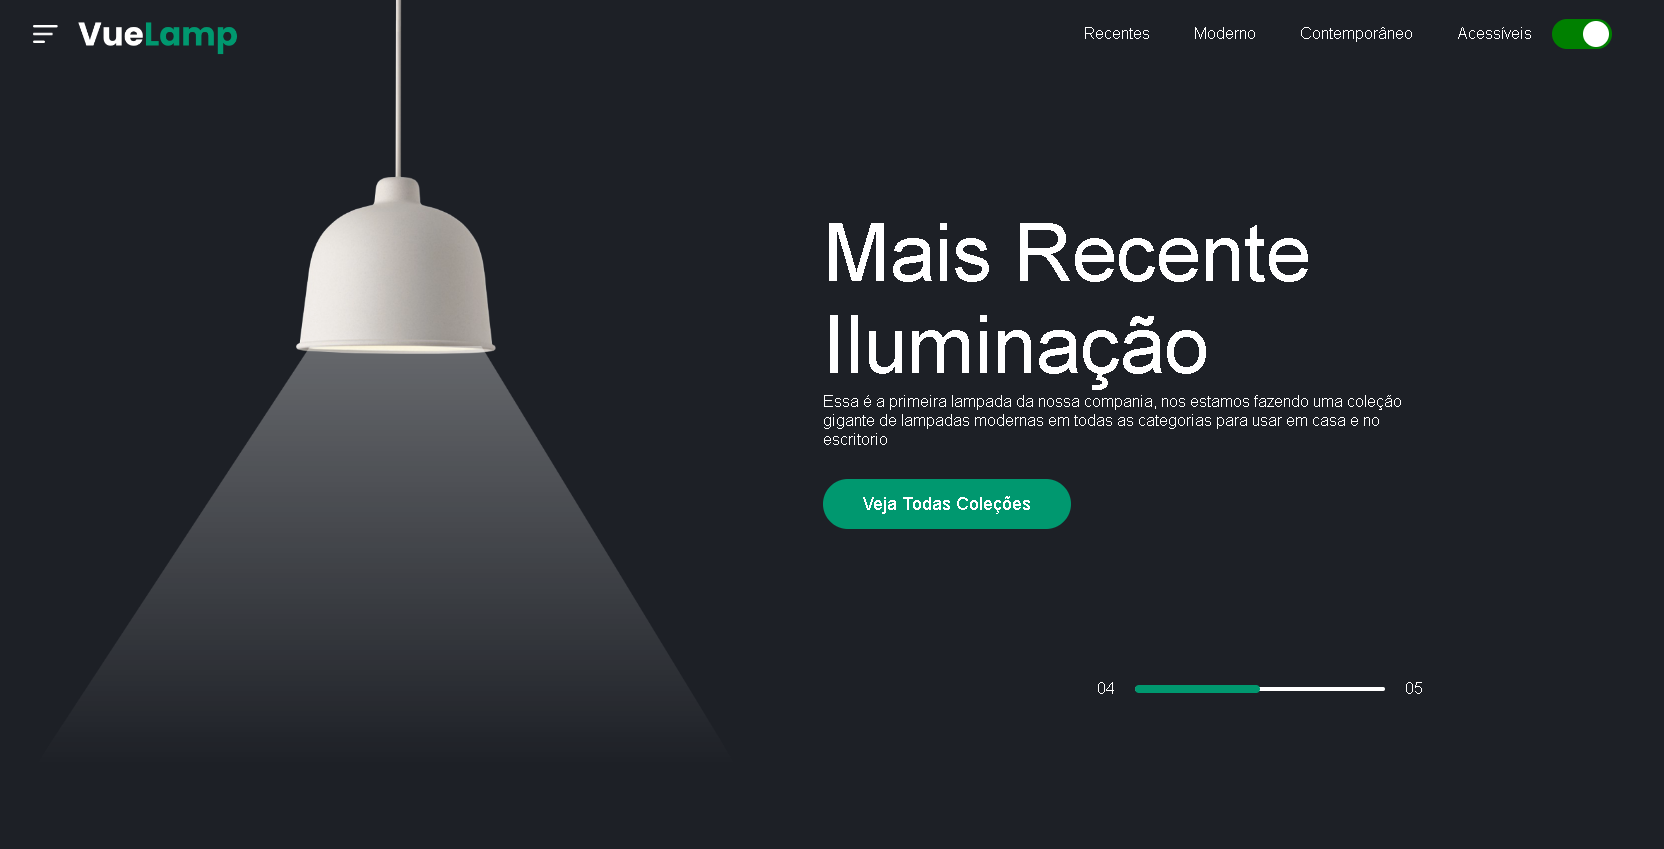 VueLamp
Recentes
Moderno
Contemporâneo
Acessíveis
Mais Recente
Iluminação
Essa é a primeira lampada da nossa compania, nos estamos fazendo uma coleção
gigante de lampadas modernas em todas as categorias para usar em casa e no
escritorio
Veja Todas Coleções
04
05